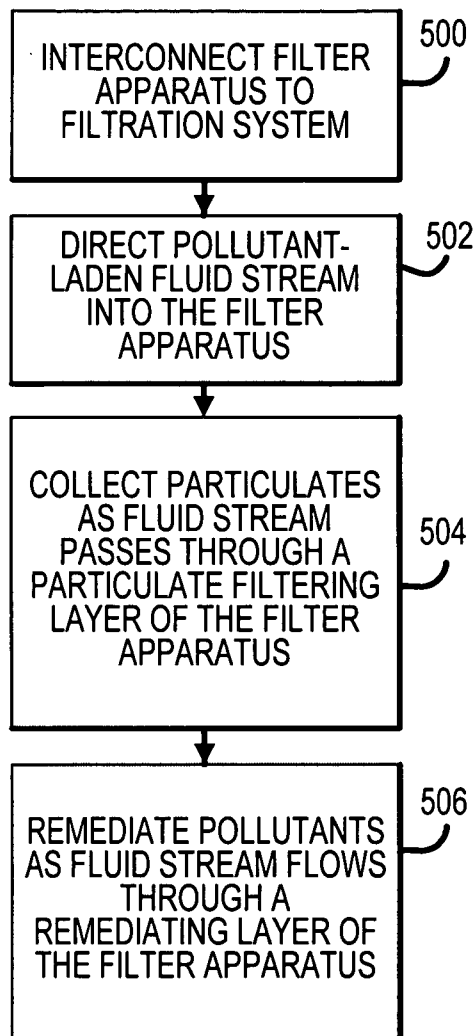 INTERCONNECT FILTER
APPARATUS TO
FILTRATION SYSTEM
500
DIRECT POLLUTANT-
LADEN FLUID STREAM
INTO THE FILTER
APPARATUS
502
COLLECT PARTICULATES
AS FLUID STREAM
PASSES THROUGH A
PARTICULATE FILTERING
LAYER OF THE FILTER
APPARATUS
504
REMEDIATE POLLUTANTS
AS FLUID STREAM FLOWS
THROUGH A
REMEDIATING LAYER OF
THE FILTER APPARATUS
506